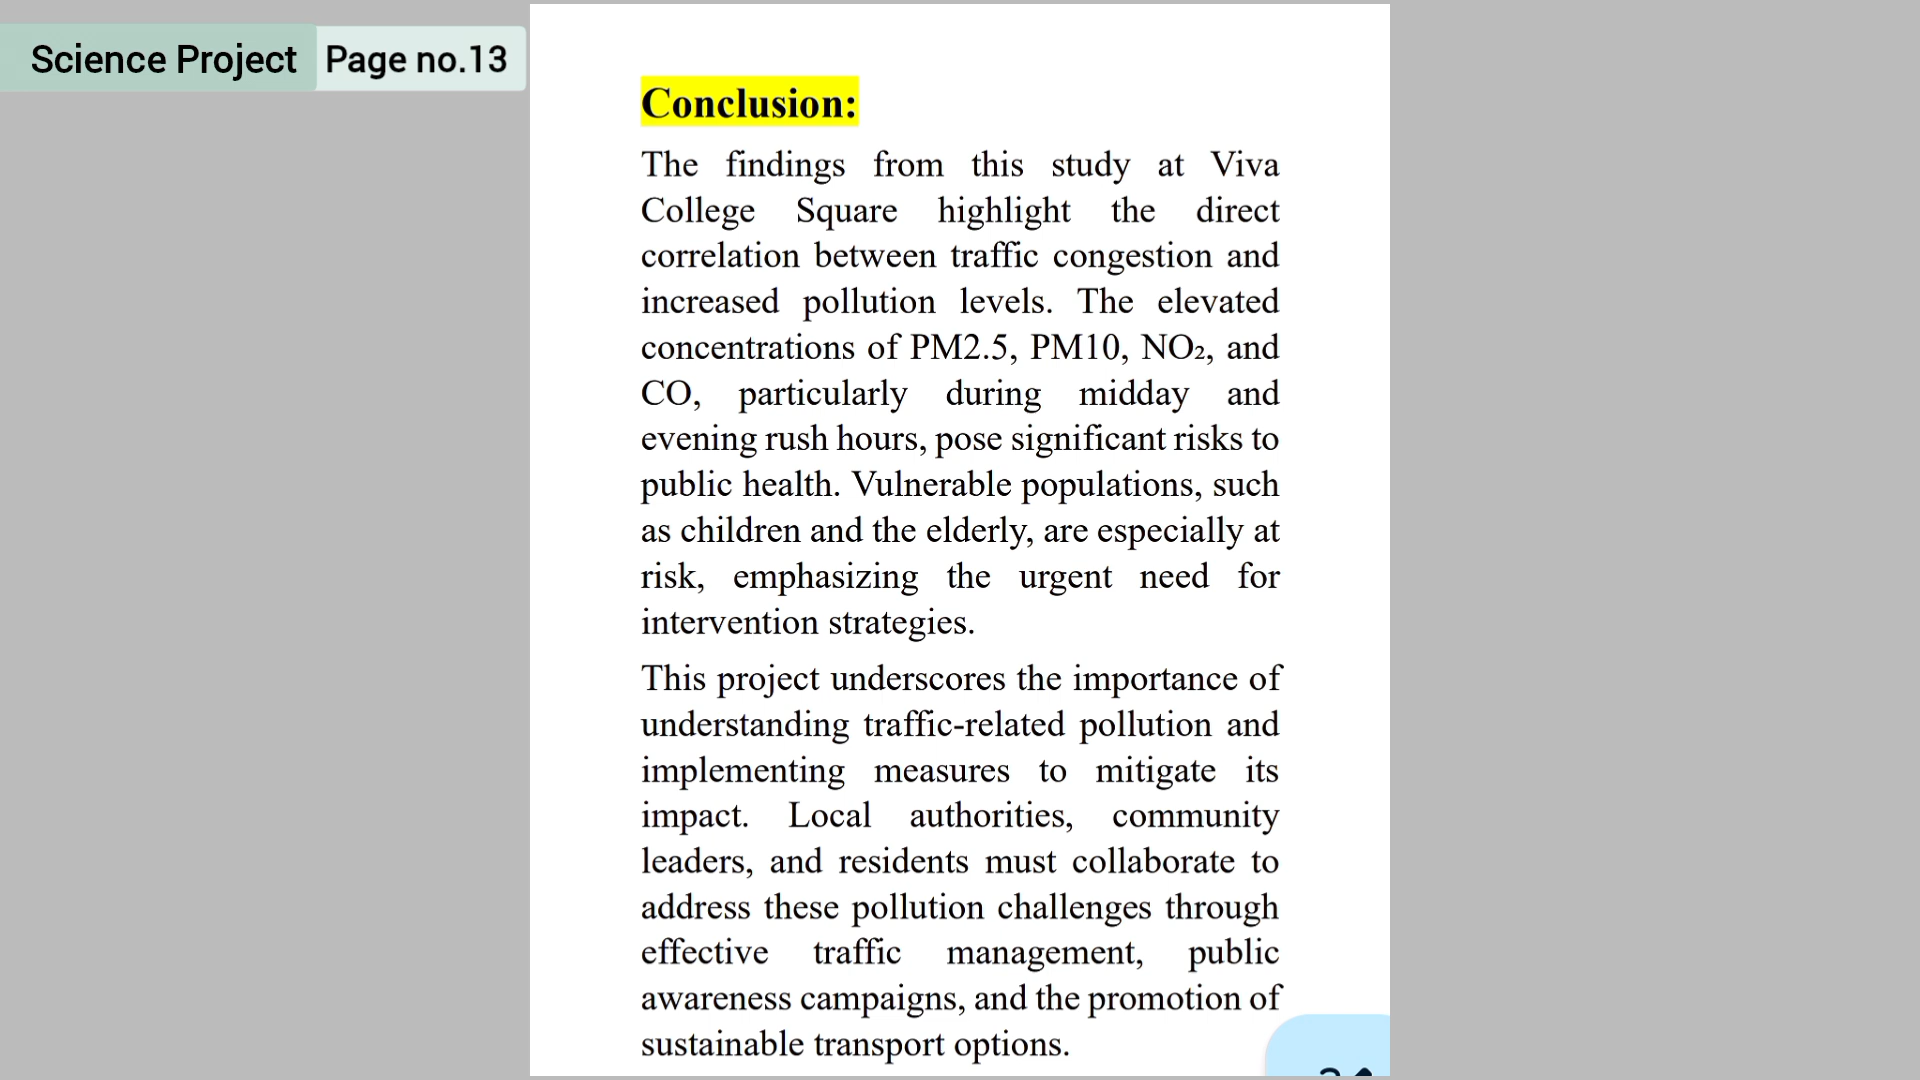 Science Project Page no.13
Conclusion:
The findings from this study at Viva
College Square highlight the direct
correlation between traffic congestion and
increased pollution levels. The elevated
concentrations of PM2.5, PM10, NO₂, and
CO, particularly during midday and
evening rush hours, pose significant risks to
public health. Vulnerable populations, such
as children and the elderly, are especially at
risk, emphasizing the urgent need for
intervention strategies.
This project underscores the importance of
understanding traffic-related pollution and
implementing measures to mitigate its
impact. Local authorities, community
leaders, and residents must collaborate to
address these pollution challenges through
effective traffic management, public
awareness campaigns, and the promotion of
sustainable transport options.